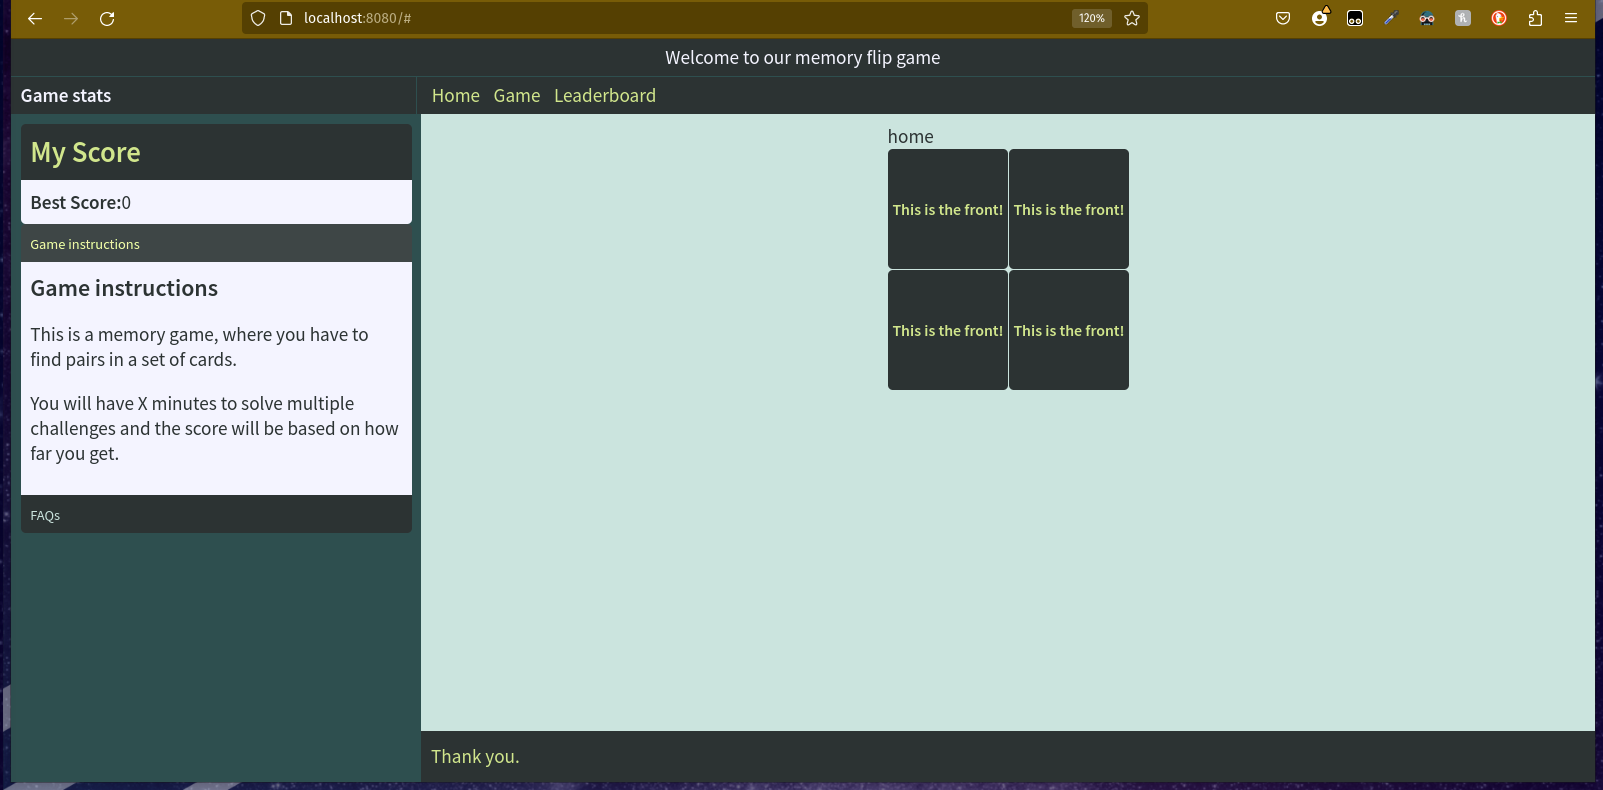 localhost:8080/#
120%
Welcome to our memory flip game
Game stats
Home Game Leaderboard
My Score
Best Score:0
Game instructions
Game instructions
This is a memory game, where you have to
find pairs in a set of cards.
You will have X minutes to solve multiple
challenges and the score will be based on how
far you get.
FAQs
home
This is the front! This is the front!
This is the front! This is the front!
Thank you.